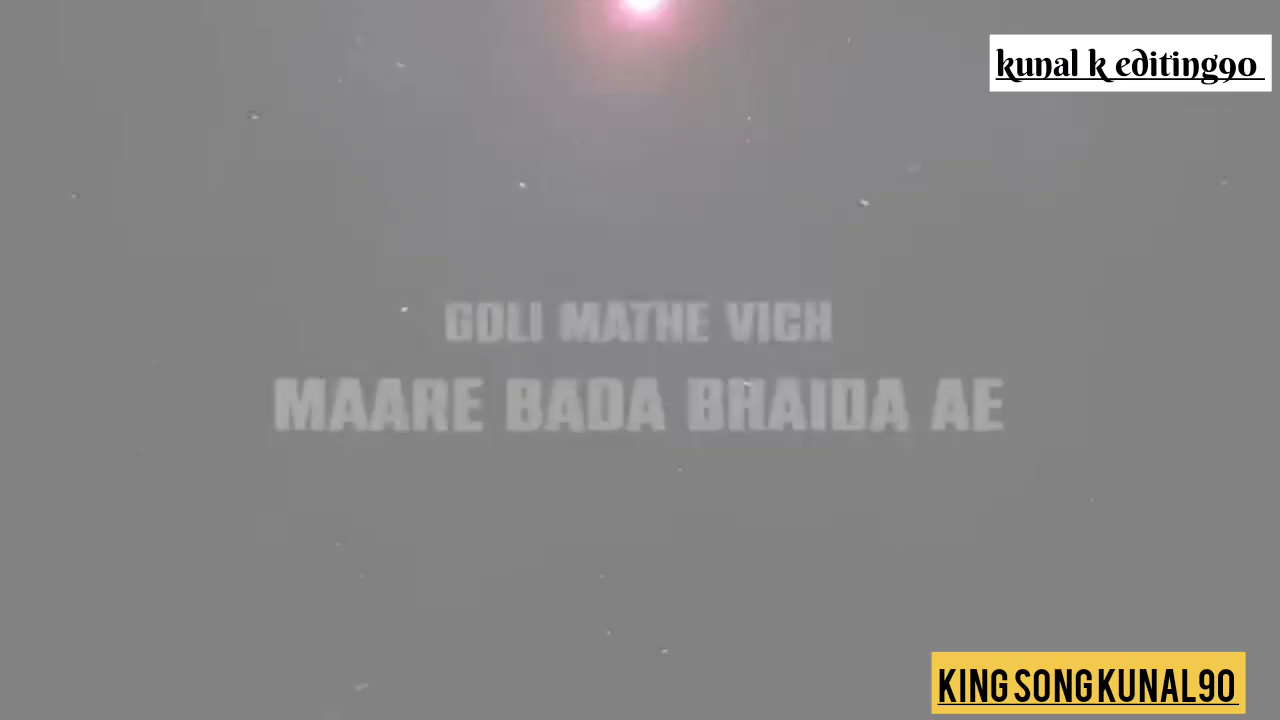 kunal k editing90
GOLI MATHE VICH
MAARE BADA BHAIDA AE
KING SONG KUNAL90